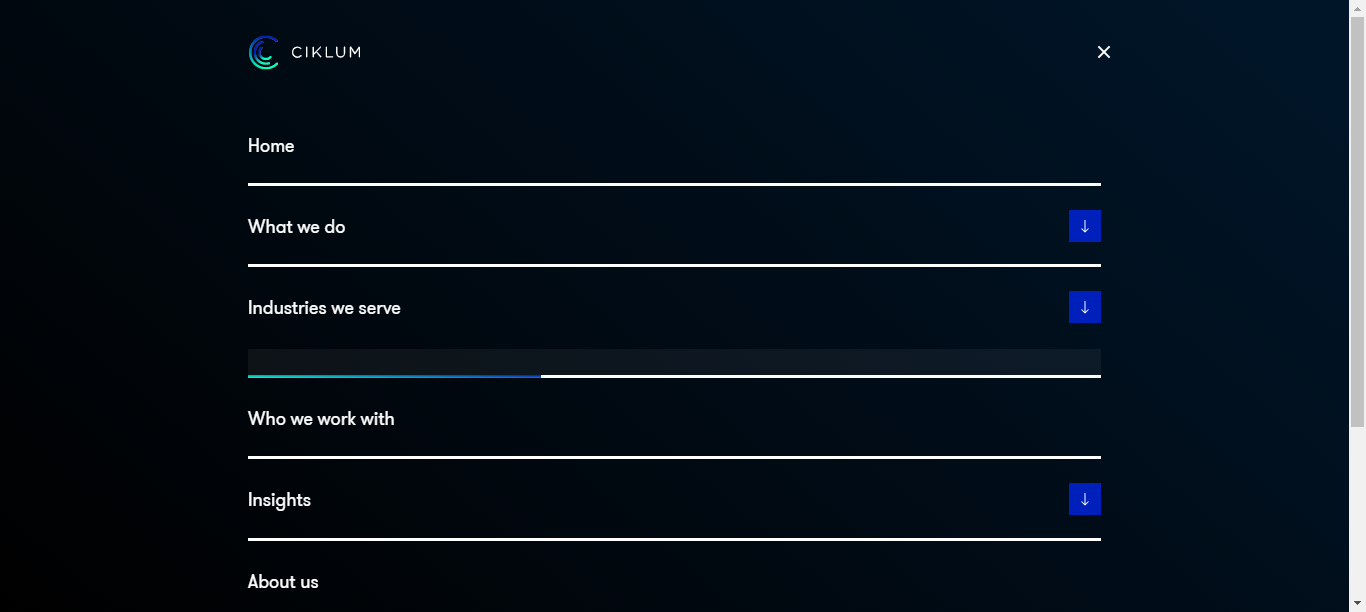 CIKLUM
Home
What we do
Industries we serve
Who we work with
Insights
About us